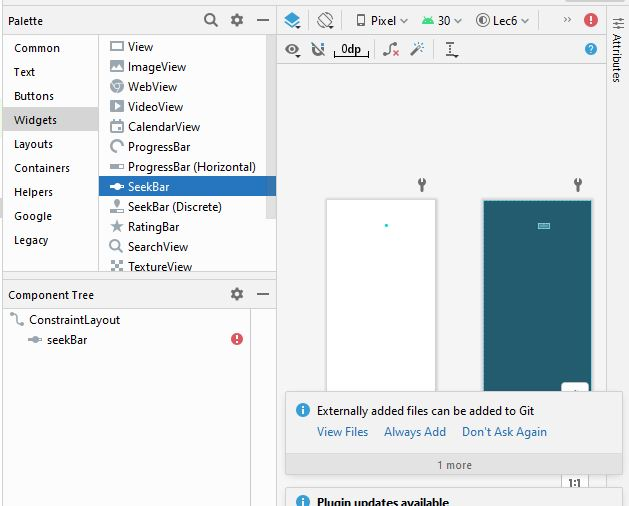 Palette
Common
Text
Buttons
Widgets
Layouts
Containers
Helpers
Google
Legacy
View
ImageView
WebView
VideoView
CalendarView
ProgressBar
ProgressBar (Horizontal)
SeekBar
SeekBar (Discrete)
RatingBar
SearchView
TextureView
Component Tree
ConstraintLayout
seekBar
Pixel
30
Lec6
»
0dp
Attributes
Externally added files can be added to Git
View Files Always Add Don't Ask Again
1 more
1:1
Plugin updates available